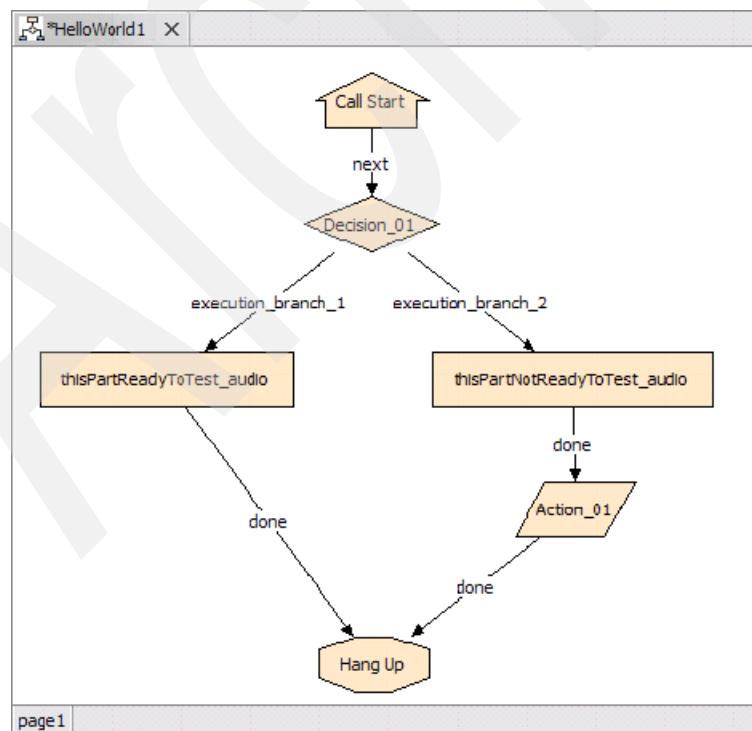 *HelloWorld1
Call Start
next
Decision_01
execution_branch_1
execution_branch_2
thisPartReadyToTest_audio
thisPartNotReadyToTest_audio
done
Action_01
done
done
Hang Up
page1